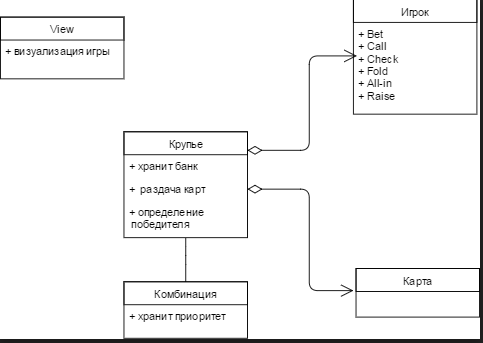 View
+ визуализация игры
Игрок
+ Bet
+ Call
+ Check
+ Fold
+ All-in
+ Raise
Крупье
+ хранит банк
+ раздача карт
+ определение
победителя
Комбинация
+ хранит приоритет
Карта